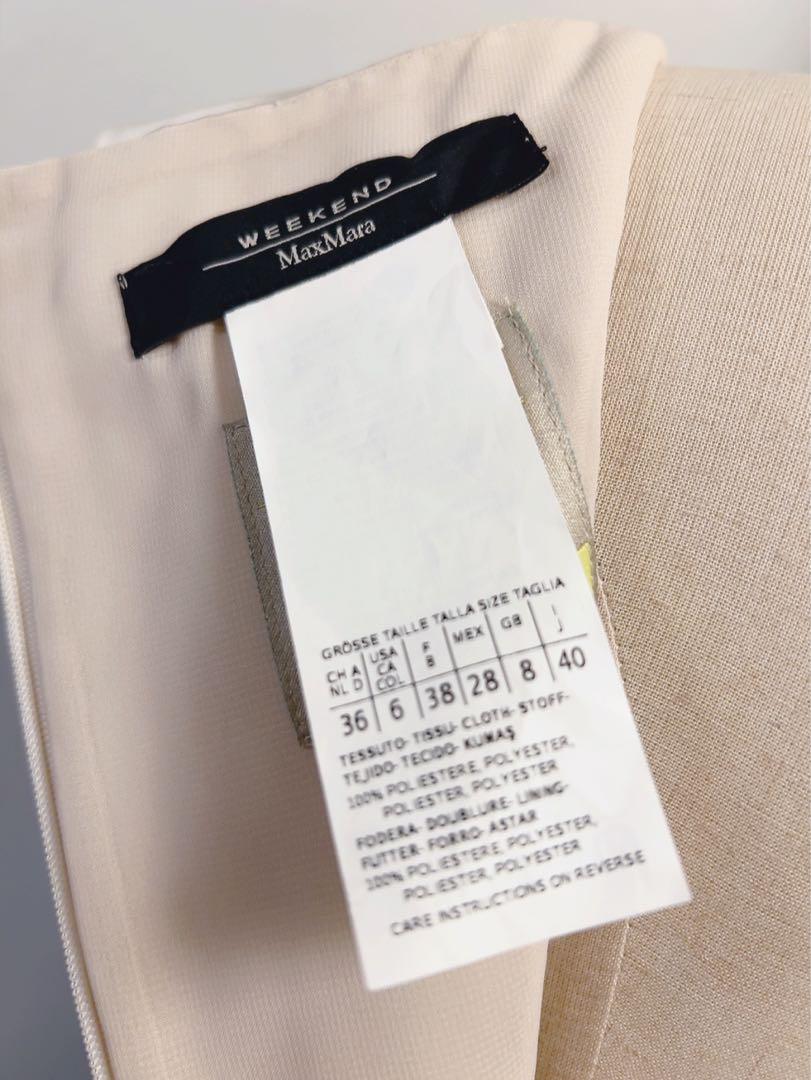 WEEKEND
MaxMara
GRÖSSE TAILLE TALLA SIZE TAGLIA
CH A NL D
USA CA COL
F B
MEX
GB
I J
36 6 38 28 8 40
TESSUTO- TISSU- CLOTH- STOFF-
TEJIDO- TECIDO- KUMAŞ
100% POLIESTERE, POLYESTER,
POLIESTER, POLYESTER
FODERA- DOUBLURE- LINING-
FUTTER- FORRO- ASTAR
100% POLIESTERE, POLYESTER,
POLIESTER, POLYESTER
CARE INSTRUCTIONS ON REVERSE